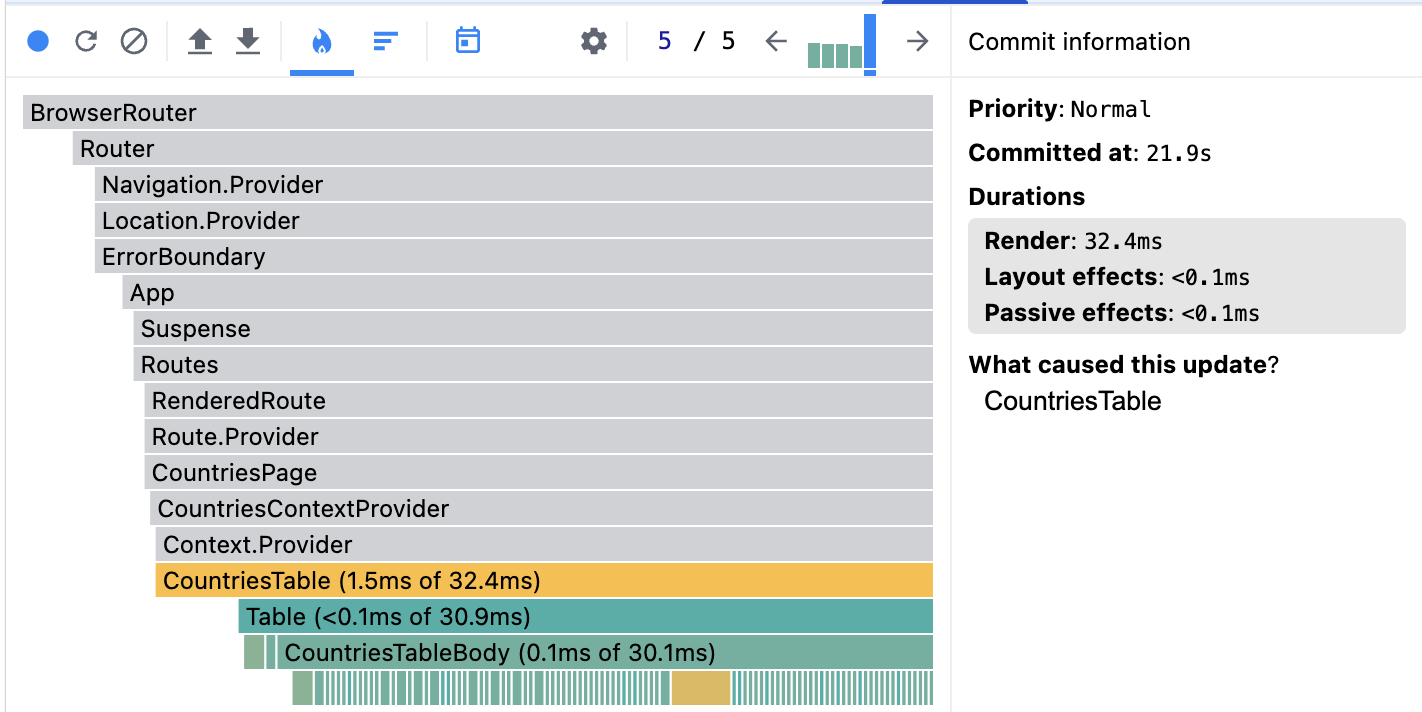 5 / 5
Commit information
BrowserRouter
Router
Navigation.Provider
Location.Provider
ErrorBoundary
App
Suspense
Routes
RenderedRoute
Route.Provider
CountriesPage
CountriesContextProvider
Context.Provider
CountriesTable (1.5ms of 32.4ms)
Table (<0.1ms of 30.9ms)
CountriesTableBody (0.1ms of 30.1ms)
Priority: Normal
Committed at: 21.9s
Durations
Render: 32.4ms
Layout effects: <0.1ms
Passive effects: <0.1ms
What caused this update?
CountriesTable